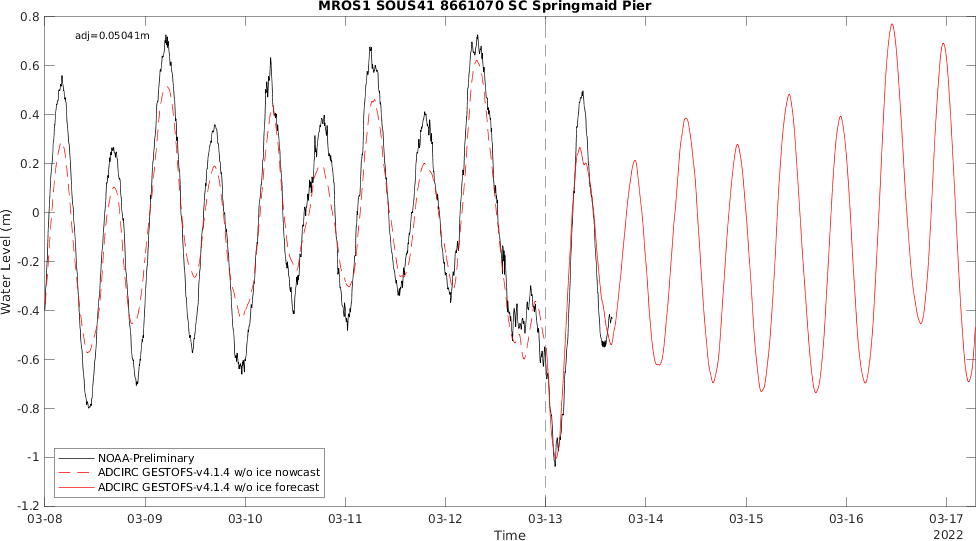 MROS1 SOUS41 8661070 SC Springmaid Pier
adj=0.05041m
0.8
0.6
0.4
0.2
0
-0.2
-0.4
-0.6
-0.8
-1
-1.2
Water Level (m)
NOAA-Preliminary
ADCIRC GESTOFS-v4.1.4 w/o ice nowcast
ADCIRC GESTOFS-v4.1.4 w/o ice forecast
03-08 03-09 03-10 03-11 03-12 03-13 03-14 03-15 03-16 03-17
2022
Time